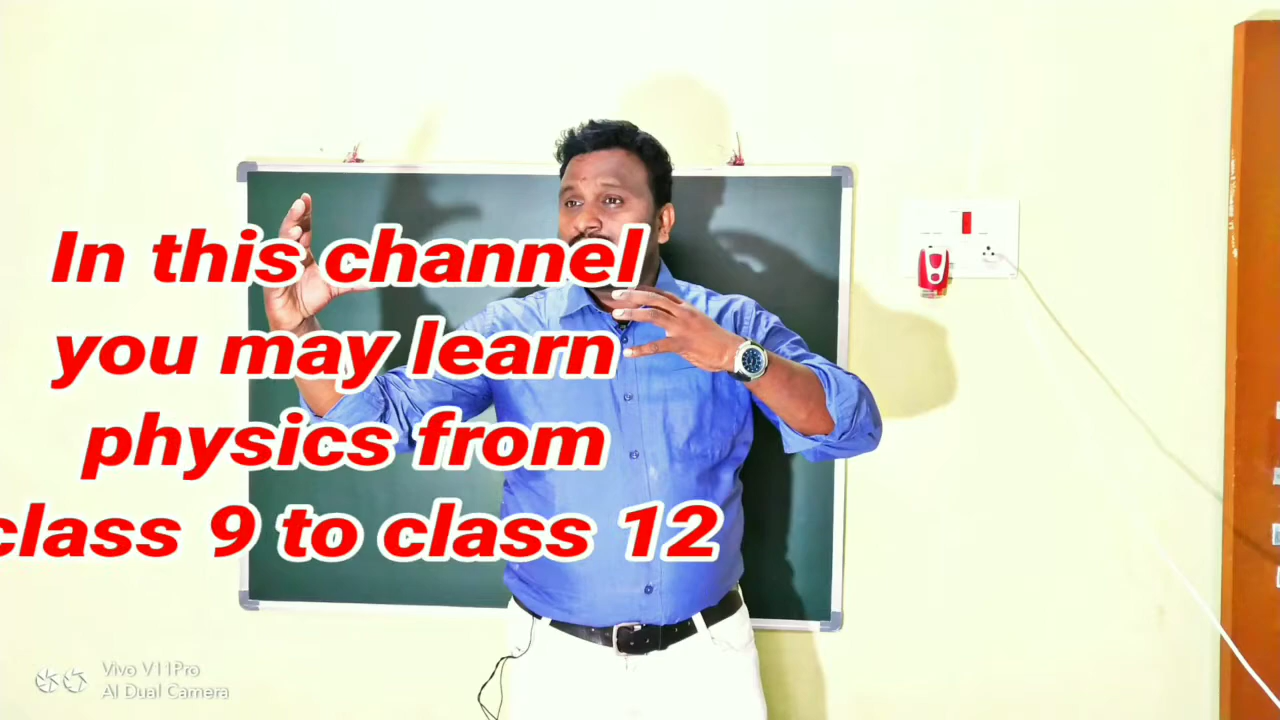 In this channel
you may learn
physics from
class 9 to class 12
Vivo V11Pro
AI Dual Camera